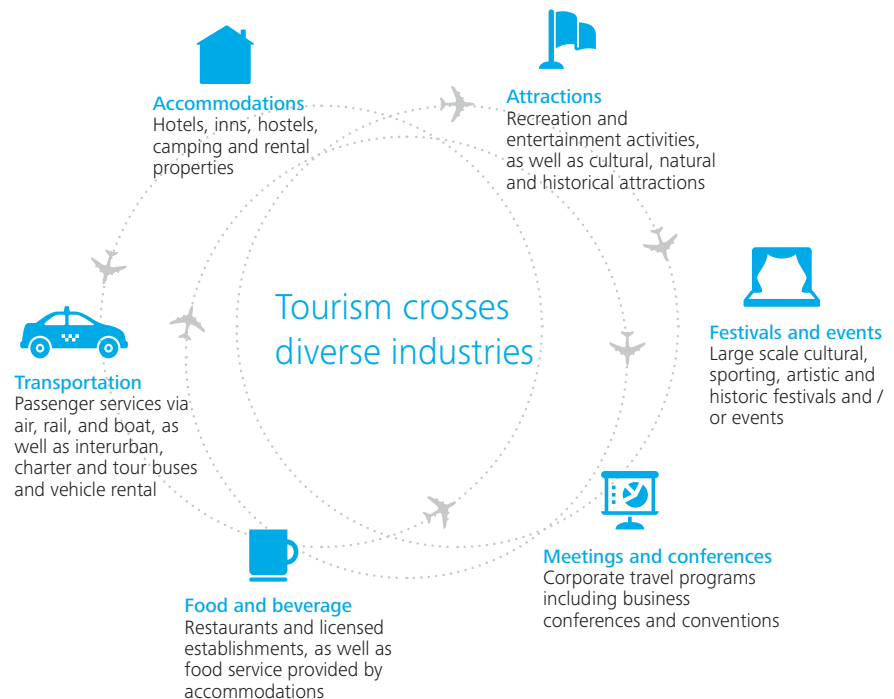 Accommodations
Hotels, inns, hostels,
camping and rental
properties
Attractions
Recreation and
entertainment activities,
as well as cultural, natural
and historical attractions
Tourism crosses
diverse industries
Festivals and events
Large scale cultural,
sporting, artistic and
historic festivals and /
or events
Transportation
Passenger services via
air, rail, and boat, as
well as interurban,
charter and tour buses
and vehicle rental
Meetings and conferences
Corporate travel programs
including business
conferences and conventions
Food and beverage
Restaurants and licensed
establishments, as well as
food service provided by
accommodations